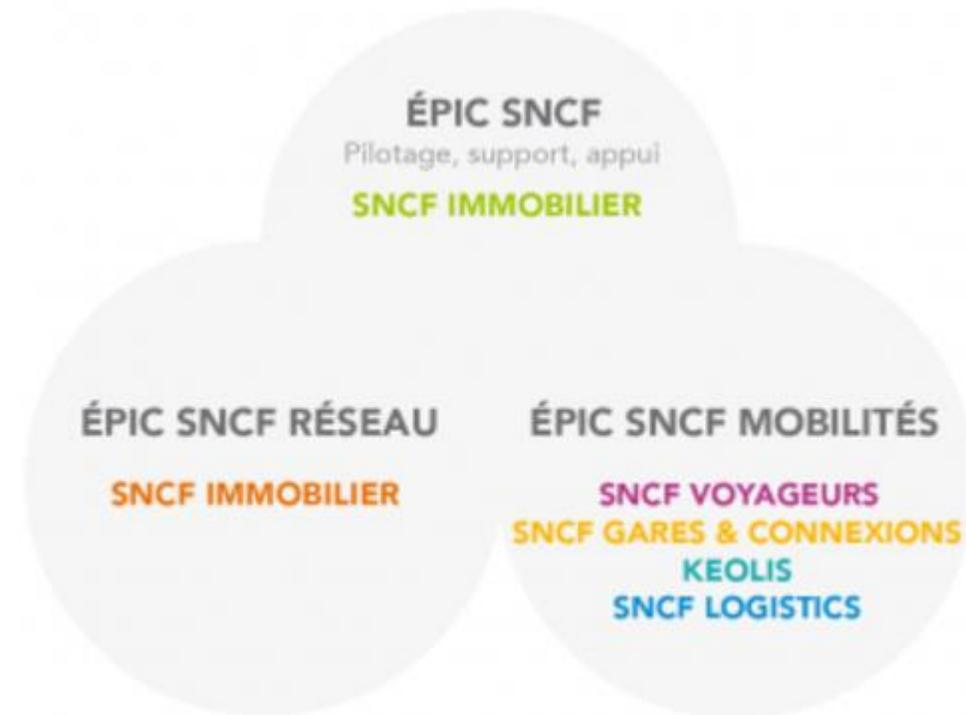 ÉPIC SNCF
Pilotage, support, appui
SNCF IMMOBILIER
ÉPIC SNCF RÉSEAU
SNCF IMMOBILIER
ÉPIC SNCF MOBILITÉS
SNCF VOYAGEURS
SNCF GARES & CONNEXIONS
KEOLIS
SNCF LOGISTICS